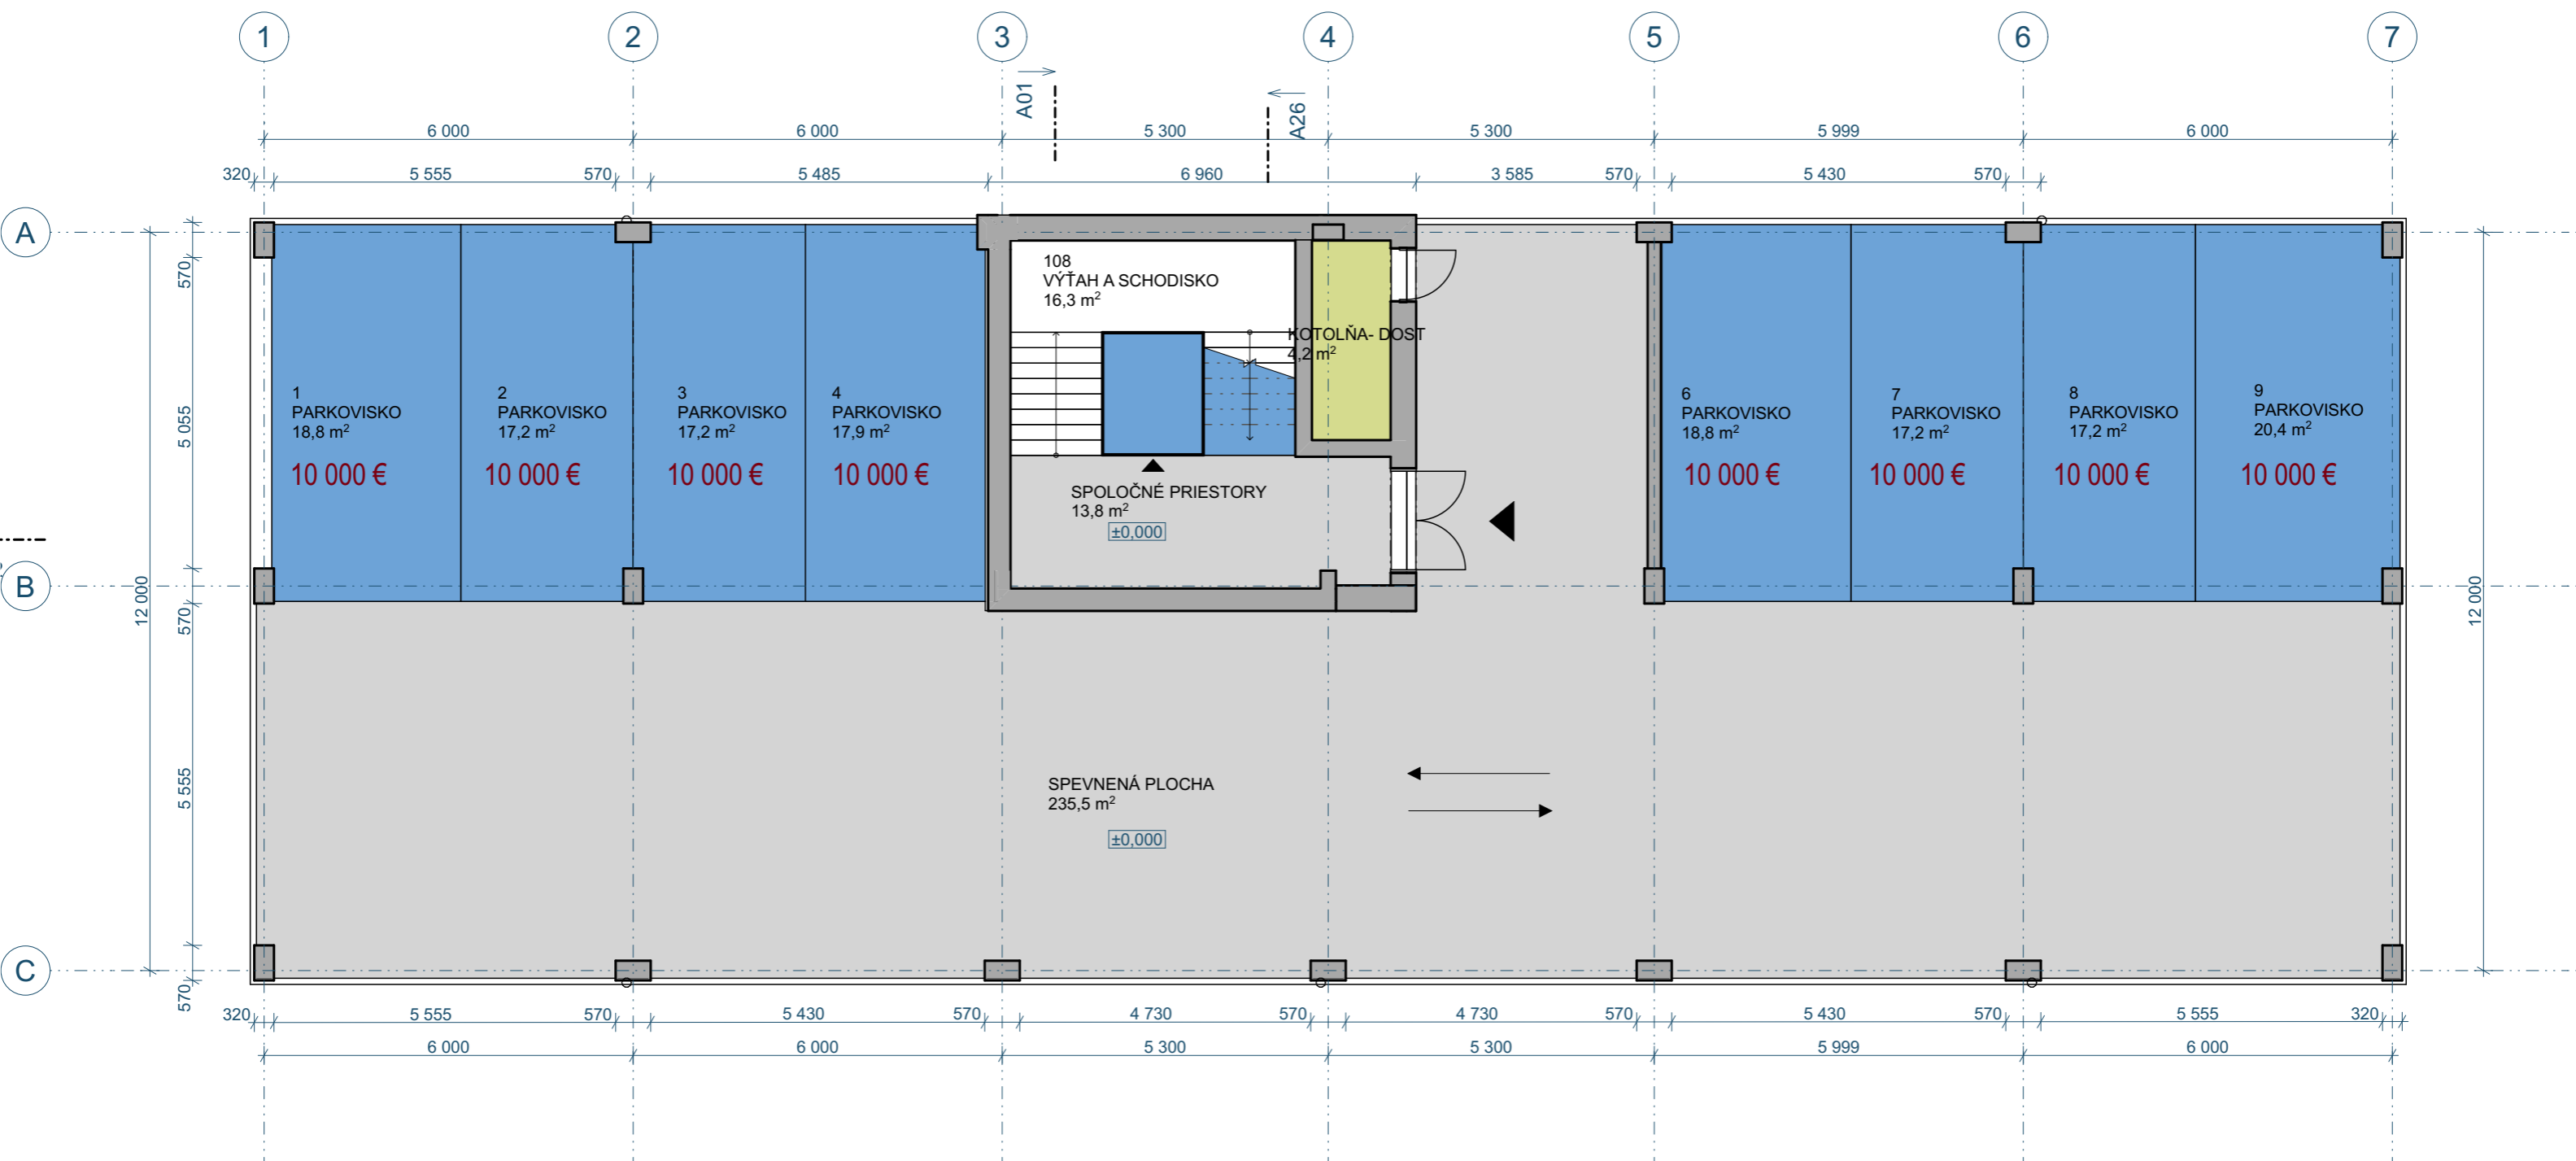 1 2 3 4 5 6 7
A01
A26
6 000 6 000 5 300 5 300 5 999 6 000
320 5 555 570 5 485 6 960 3 585 570 5 430 570
A
B
C
12 000
570
5 055
570
5 555
570
12 000
1
PARKOVISKO
18,8 m²
10 000 €
2
PARKOVISKO
17,2 m²
10 000 €
3
PARKOVISKO
17,2 m²
10 000 €
4
PARKOVISKO
17,9 m²
10 000 €
108
VÝŤAH A SCHODISKO
16,3 m²
KOTOLŇA- DOST
4,2 m²
SPOLOČNÉ PRIESTORY
13,8 m²
±0,000
6
PARKOVISKO
18,8 m²
10 000 €
7
PARKOVISKO
17,2 m²
10 000 €
8
PARKOVISKO
17,2 m²
10 000 €
9
PARKOVISKO
20,4 m²
10 000 €
SPEVNENÁ PLOCHA
235,5 m²
±0,000
320 5 555 570 5 430 570 4 730 570 4 730 570 5 430 570 5 555 320
6 000 6 000 5 300 5 300 5 999 6 000